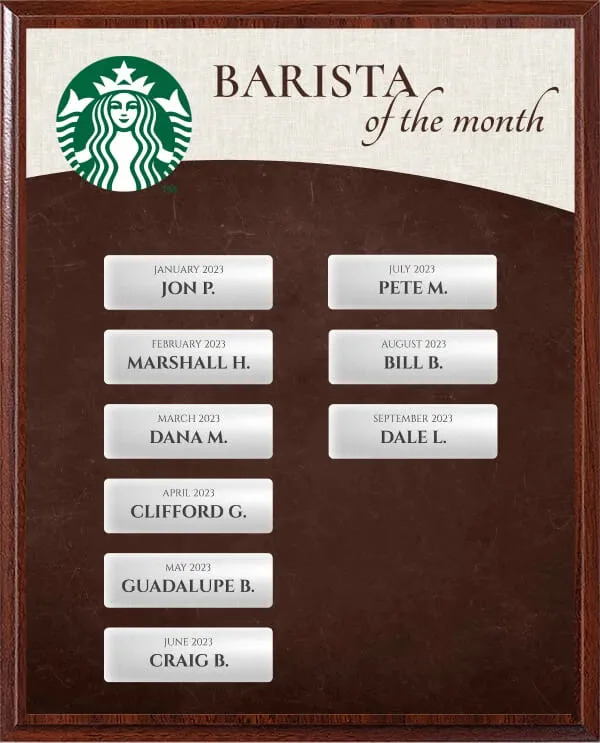 BARISTA
of the month
TM
JANUARY 2023
JON P.
FEBRUARY 2023
MARSHALL H.
MARCH 2023
DANA M.
APRIL 2023
CLIFFORD G.
MAY 2023
GUADALUPE B.
JUNE 2023
CRAIG B.
JULY 2023
PETE M.
AUGUST 2023
BILL B.
SEPTEMBER 2023
DALE L.